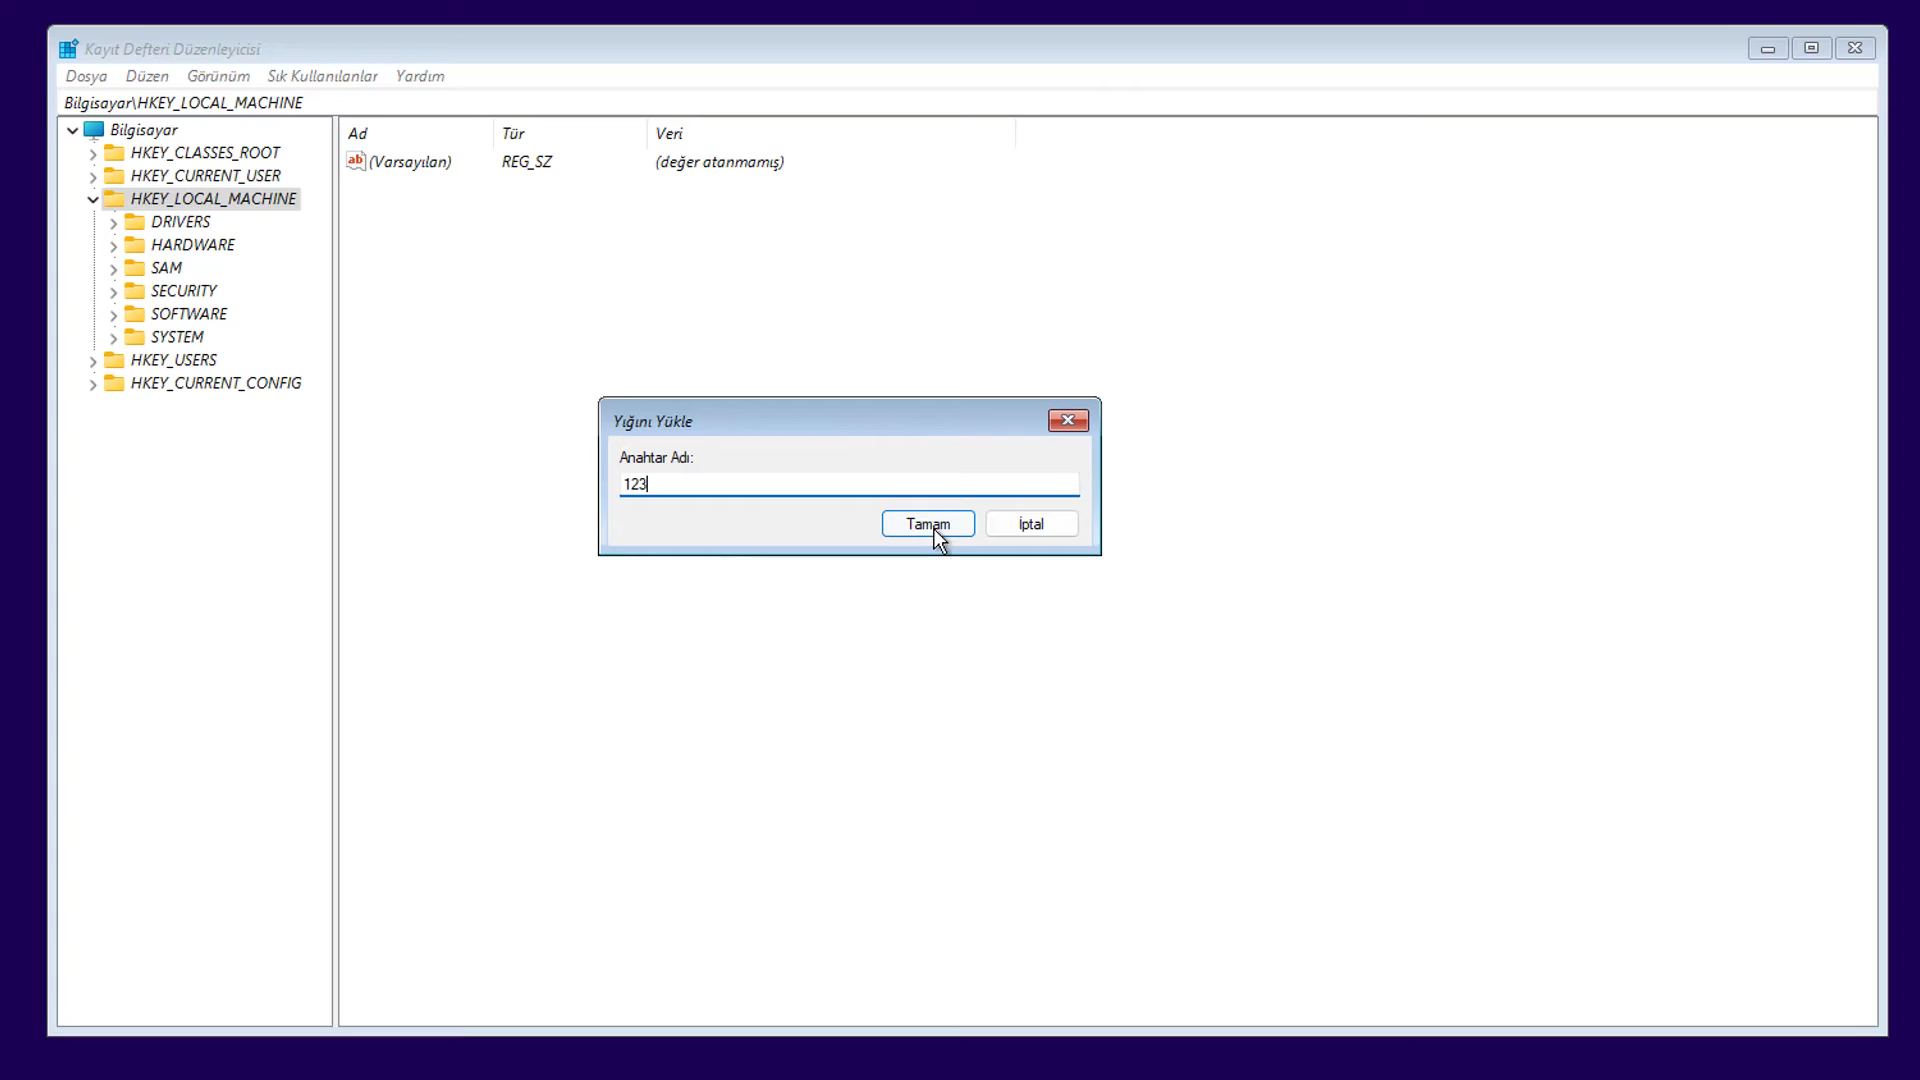 Kayıt Defteri Düzenleyicisi
Dosya Düzen Görünüm Sık Kullanılanlar Yardım
Bilgisayar\HKEY_LOCAL_MACHINE
Bilgisayar
HKEY_CLASSES_ROOT
HKEY_CURRENT_USER
HKEY_LOCAL_MACHINE
DRIVERS
HARDWARE
SAM
SECURITY
SOFTWARE
SYSTEM
HKEY_USERS
HKEY_CURRENT_CONFIG
Ad Tür Veri
ab (Varsayılan) REG_SZ (değer atanmamış)
Yığını Yükle
Anahtar Adı:
123
Tamam İptal